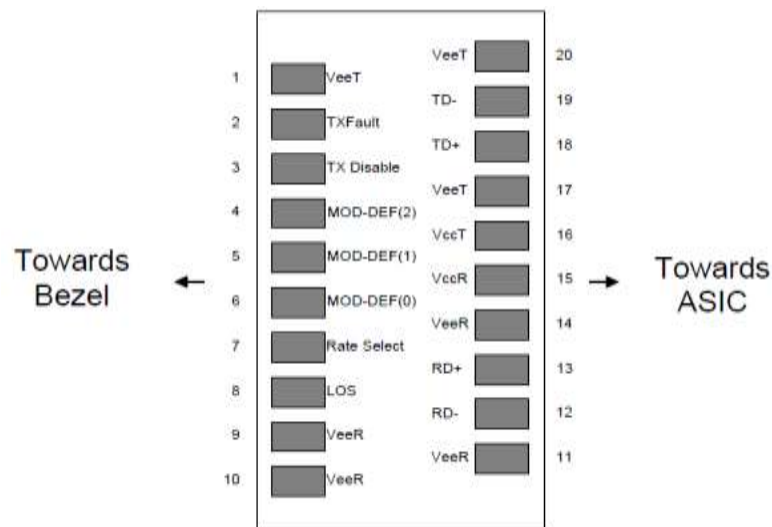 VeeT 20
1 VeeT
TD- 19
2 TXFault
TD+ 18
3 TX Disable
VeeT 17
4 MOD-DEF(2)
VccT 16
5 MOD-DEF(1)
Towards
Bezel
VccR 15
Towards
ASIC
6 MOD-DEF(0)
VeeR 14
7 Rate Select
RD+ 13
8 LOS
RD- 12
9 VeeR
VeeR 11
10 VeeR